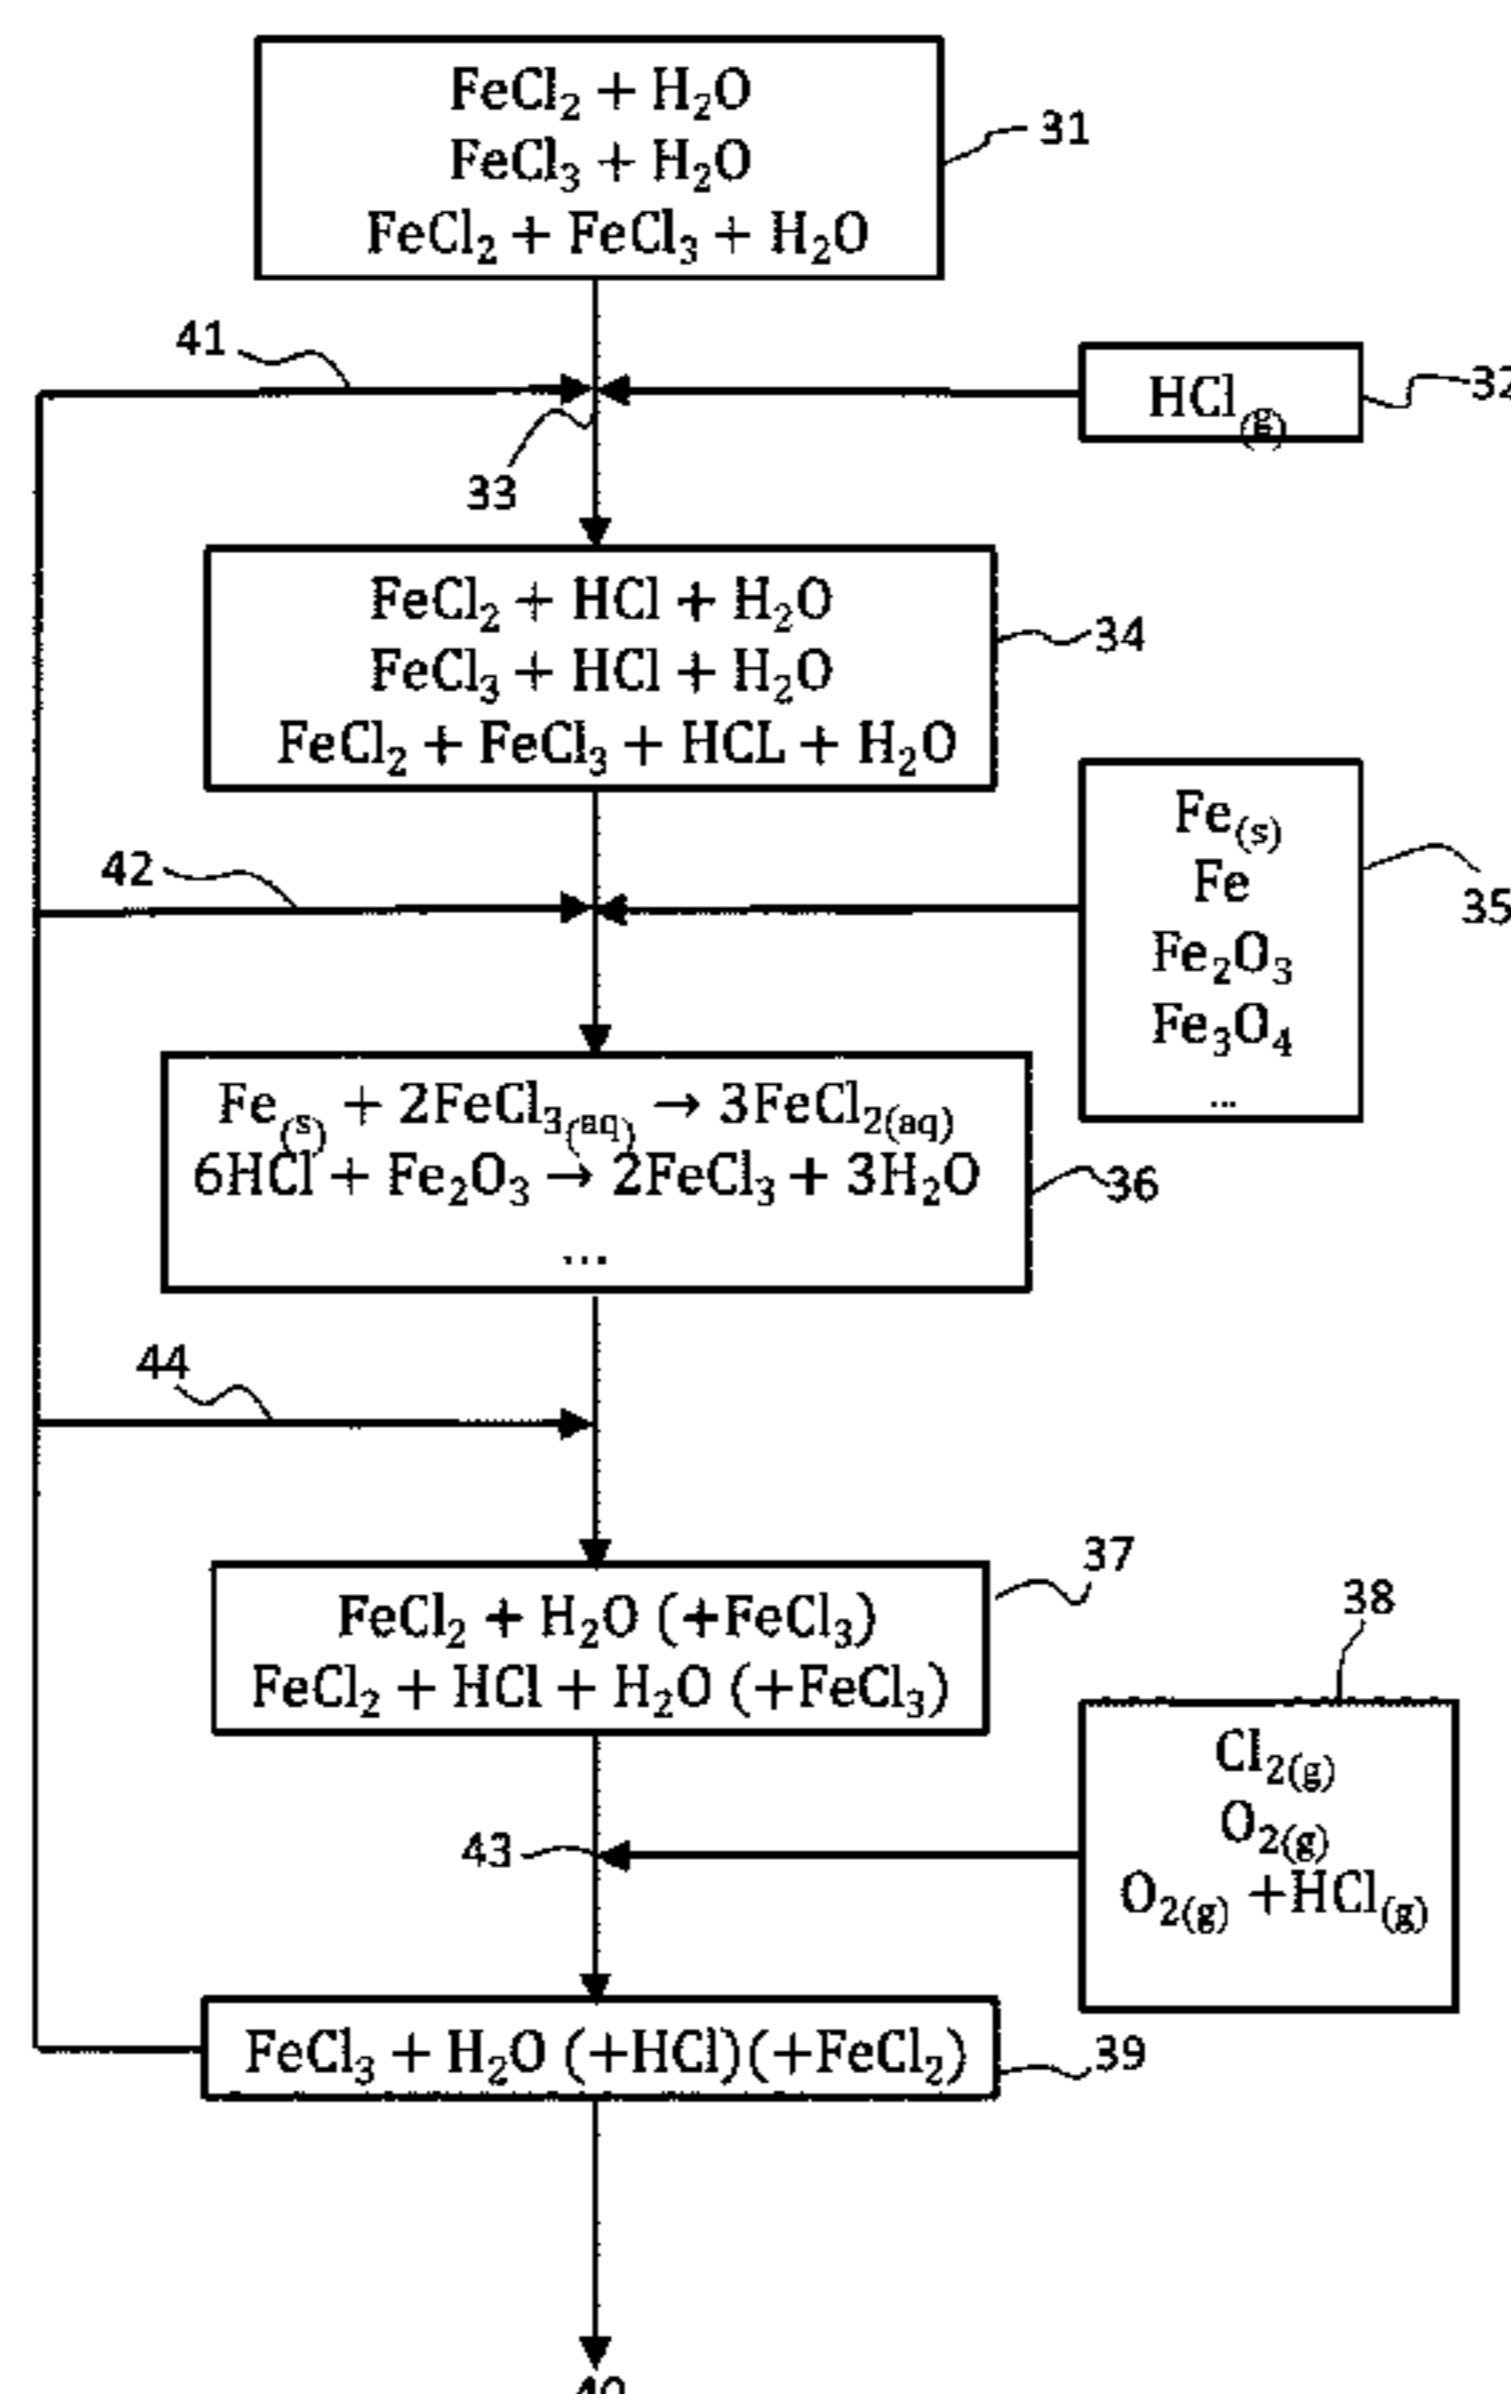 FeCl₂ + H₂O
FeCl₃ + H₂O
FeCl₂ + FeCl₃ + H₂O
31
41
HCl(g)
32
33
FeCl₂ + HCl + H₂O
FeCl₃ + HCl + H₂O
FeCl₂ + FeCl₃ + HCL + H₂O
34
Fe(s)
Fe
Fe₂O₃
Fe₃O₄
...
35
42
Fe(s) + 2FeCl₃(aq) → 3FeCl₂(aq)
6HCl + Fe₂O₃ → 2FeCl₃ + 3H₂O
...
36
44
37
FeCl₂ + H₂O (+FeCl₃)
FeCl₂ + HCl + H₂O (+FeCl₃)
38
Cl₂(g)
O₂(g)
O₂(g) +HCl(g)
43
FeCl₃ + H₂O (+HCl)(+FeCl₂)
39
40